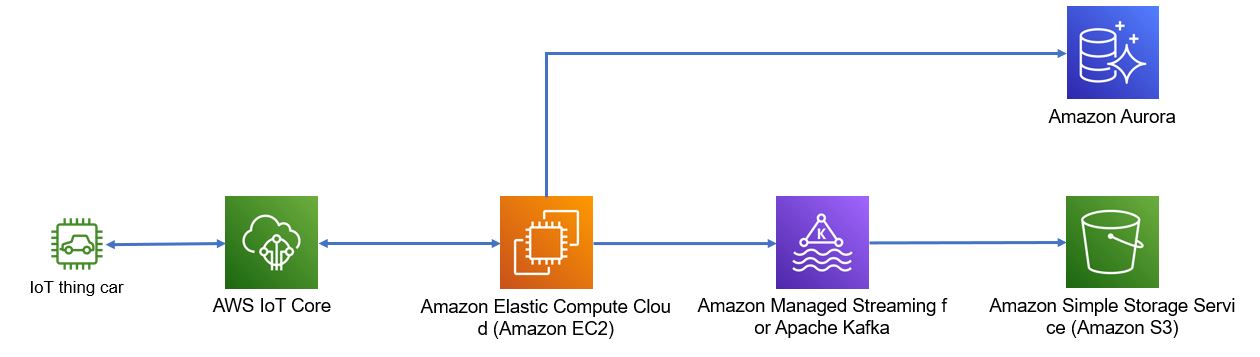 Amazon Aurora
IoT thing car
AWS IoT Core
Amazon Elastic Compute Clou
d (Amazon EC2)
K
Amazon Managed Streaming f
or Apache Kafka
Amazon Simple Storage Servi
ce (Amazon S3)